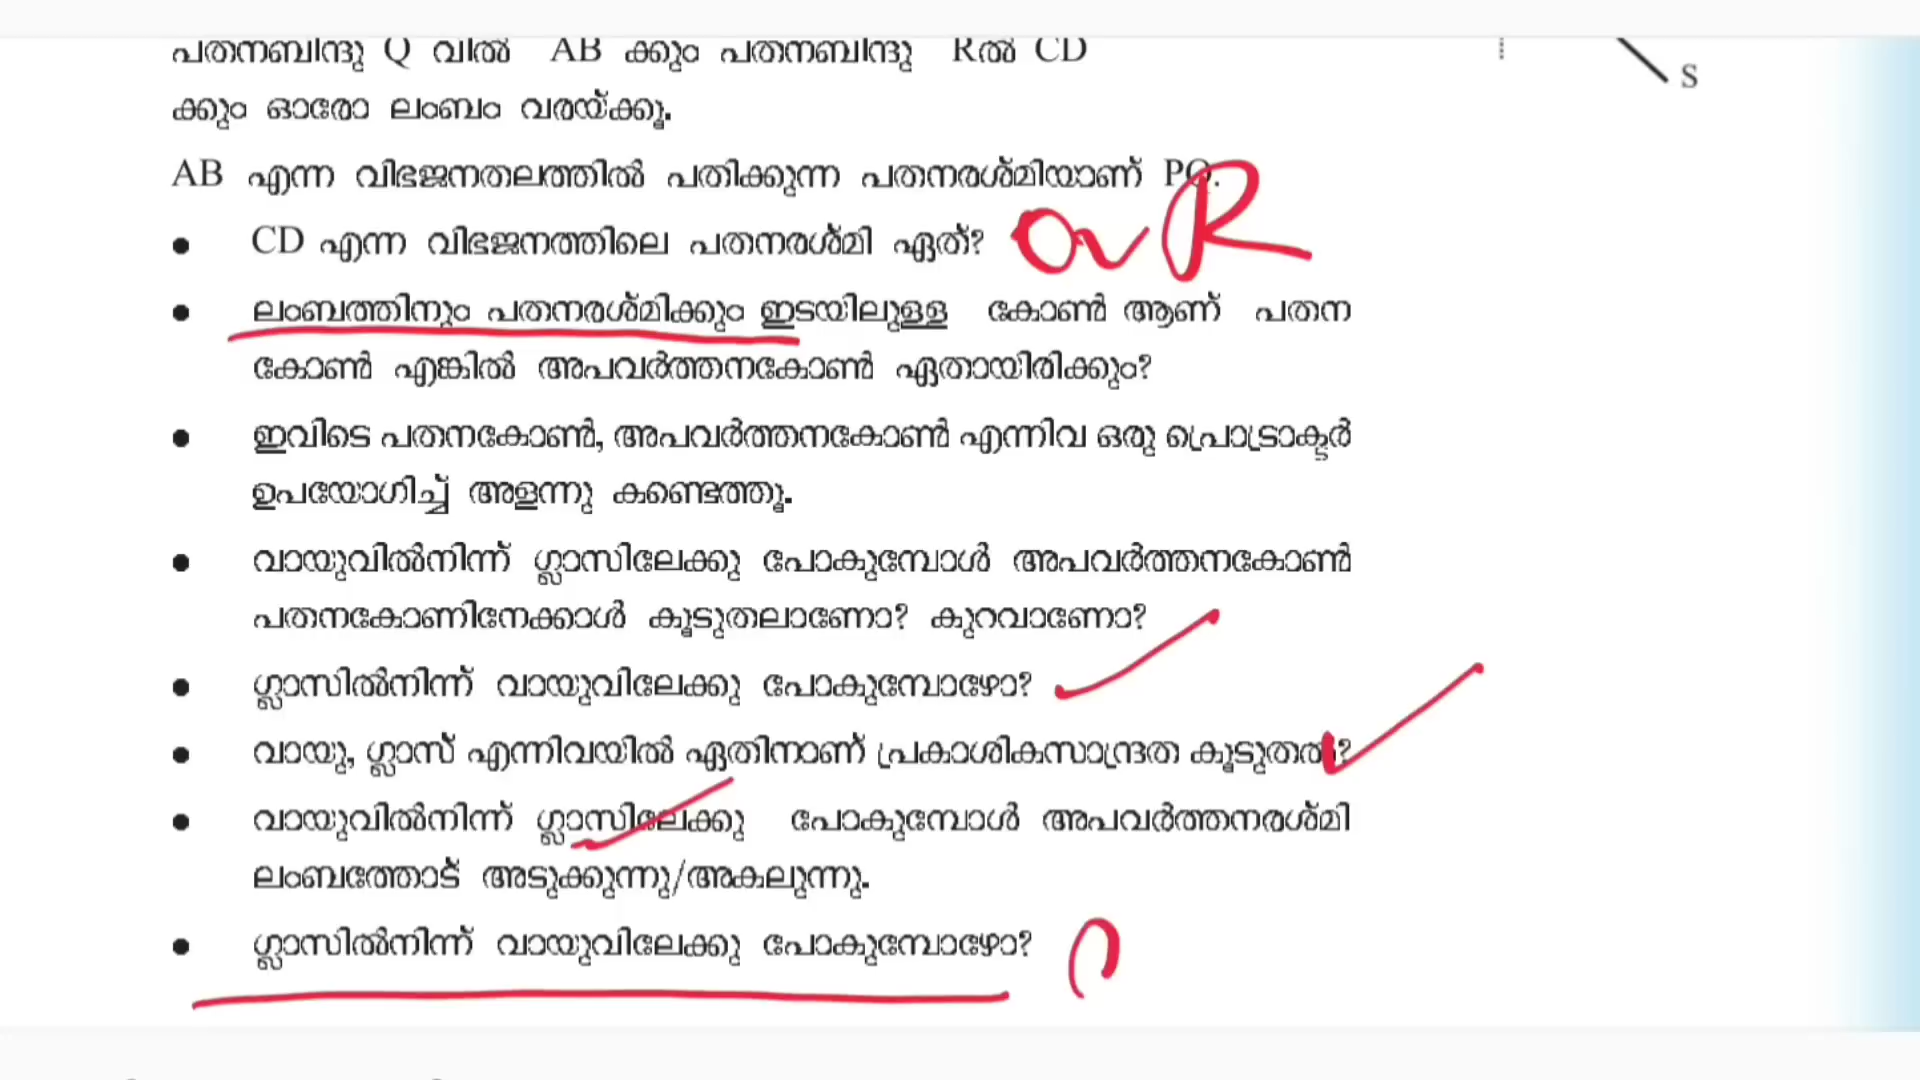 പതനബിന്ദു Q വിൽ AB ക്കും പതനബിന്ദു Rൽ CD
S
ക്കും ഓരോ ലംബം വരയ്ക്കൂ.
AB എന്ന വിഭജനതലത്തിൽ പതിക്കുന്ന പതനരശ്മിയാണ് PQ.
• CD എന്ന വിഭജനത്തിലെ പതനരശ്മി ഏത്? QR
• ലംബത്തിനും പതനരശ്മിക്കും ഇടയിലുള്ള കോൺ ആണ് പതന
കോൺ എങ്കിൽ അപവർത്തനകോൺ ഏതായിരിക്കും?
• ഇവിടെ പതനകോൺ, അപവർത്തനകോൺ എന്നിവ ഒരു പ്രൊട്രാക്ടർ
ഉപയോഗിച്ച് അളന്നു കണ്ടെത്തൂ.
• വായുവിൽനിന്ന് ഗ്ലാസിലേക്കു പോകുമ്പോൾ അപവർത്തനകോൺ
പതനകോണിനേക്കാൾ കൂടുതലാണോ? കുറവാണോ?
• ഗ്ലാസിൽനിന്ന് വായുവിലേക്കു പോകുമ്പോഴോ?
• വായു, ഗ്ലാസ് എന്നിവയിൽ ഏതിനാണ് പ്രകാശികസാന്ദ്രത കൂടുതൽ?
• വായുവിൽനിന്ന് ഗ്ലാസിലേക്കു പോകുമ്പോൾ അപവർത്തനരശ്മി
ലംബത്തോട് അടുക്കുന്നു/അകലുന്നു.
• ഗ്ലാസിൽനിന്ന് വായുവിലേക്കു പോകുമ്പോഴോ?